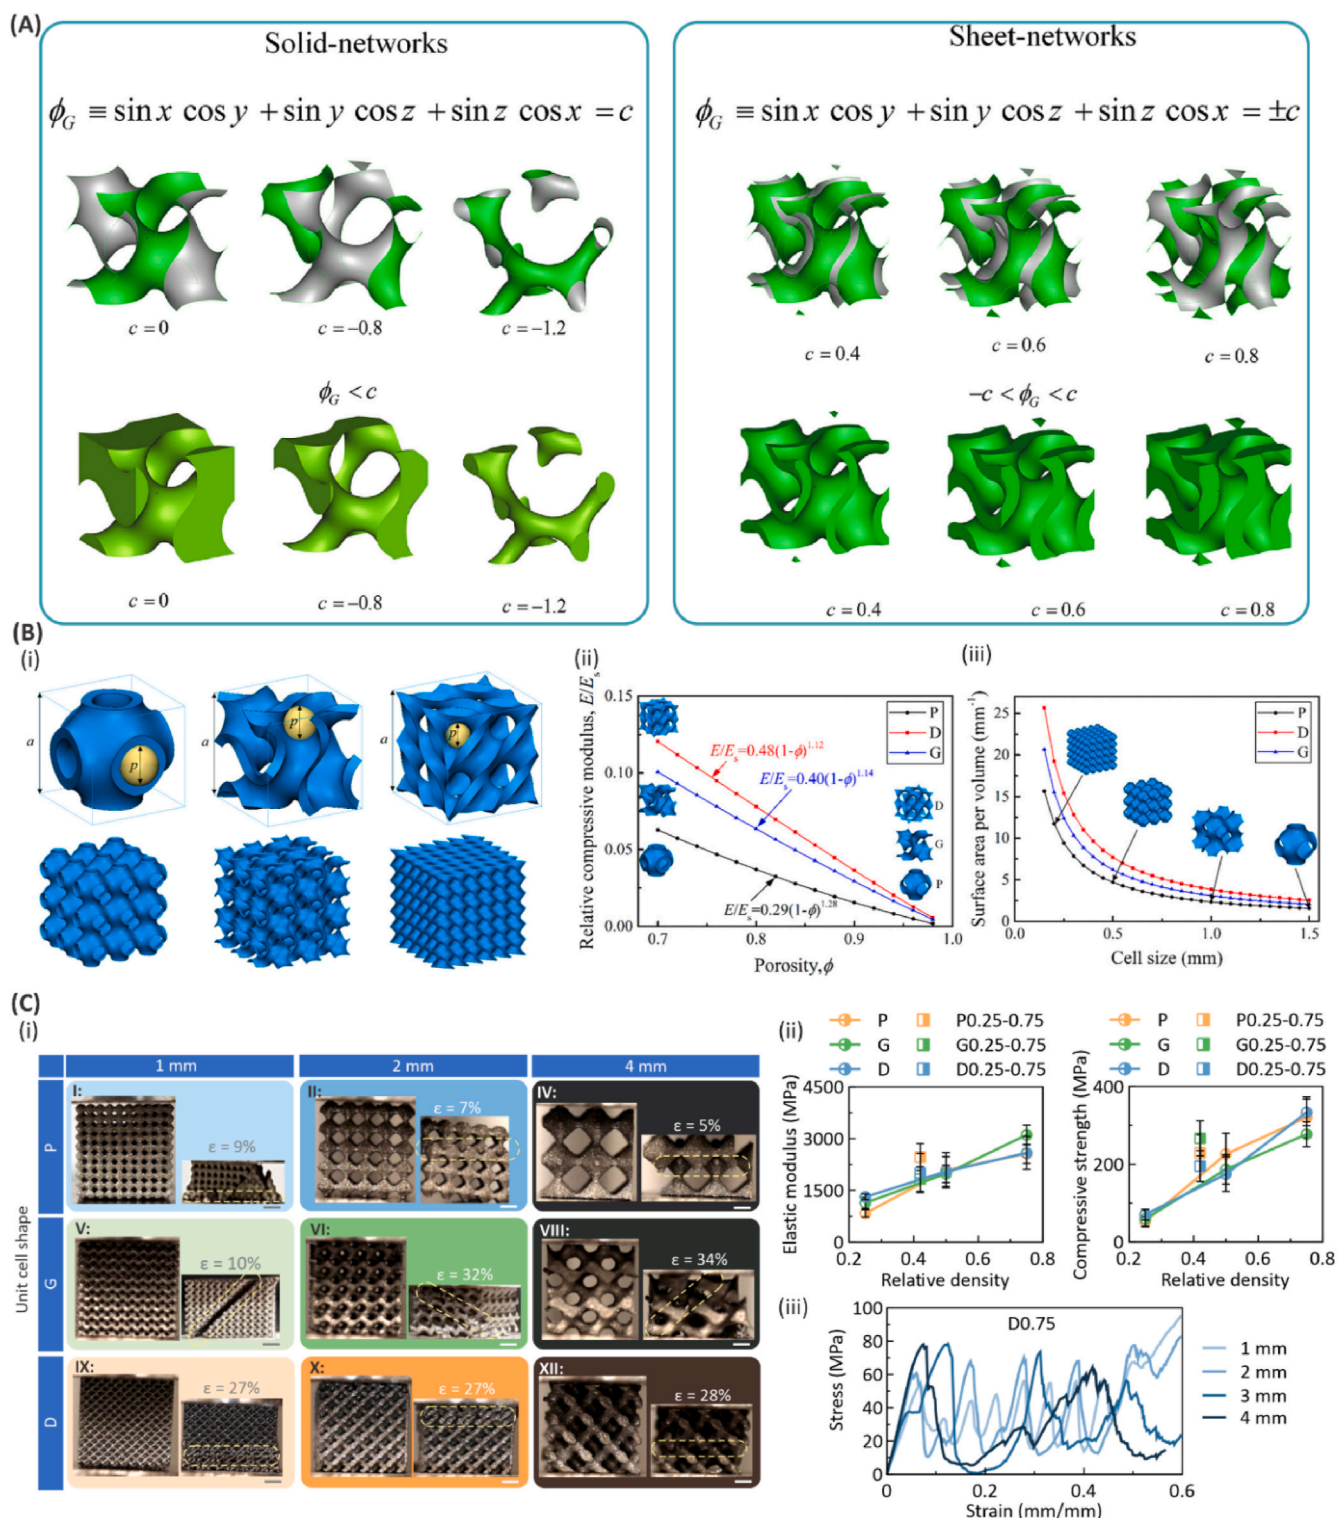 (A)
Solid-networks
ϕG ≡ sin x cos y + sin y cos z + sin z cos x = c
c = 0
c = −0.8
c = −1.2
ϕG < c
c = 0
c = −0.8
c = −1.2
Sheet-networks
ϕG ≡ sin x cos y + sin y cos z + sin z cos x = ±c
c = 0.4
c = 0.6
c = 0.8
−c < ϕG < c
c = 0.4
c = 0.6
c = 0.8
(B)
(i)
a
p
a
p
a
p
(ii)
Relative compressive modulus, E/Es
0.15
0.10
0.05
0.00
P
D
G
E/Es=0.48(1-ϕ)^1.12
E/Es=0.40(1-ϕ)^1.14
E/Es=0.29(1-ϕ)^1.28
D
G
P
0.7 0.8 0.9 1.0
Porosity,ϕ
(iii)
Surface area per volume (mm-1)
25
20
15
10
5
0
P
D
G
0.0 0.5 1.0 1.5
Cell size (mm)
(C)
(i)
1 mm
2 mm
4 mm
Unit cell shape
P
I:
ε = 9%
II:
ε = 7%
IV:
ε = 5%
G
V:
ε = 10%
VI:
ε = 32%
VIII:
ε = 34%
D
IX:
ε = 27%
X:
ε = 27%
XII:
ε = 28%
(ii)
P P0.25-0.75
G G0.25-0.75
D D0.25-0.75
Elastic modulus (MPa)
4500
3000
1500
0
0.2 0.4 0.6 0.8
Relative density
P P0.25-0.75
G G0.25-0.75
D D0.25-0.75
Compressive strength (MPa)
400
200
0
0.2 0.4 0.6 0.8
Relative density
(iii)
D0.75
Stress (MPa)
100
80
60
40
20
0
0 0.2 0.4 0.6
Strain (mm/mm)
1 mm
2 mm
3 mm
4 mm